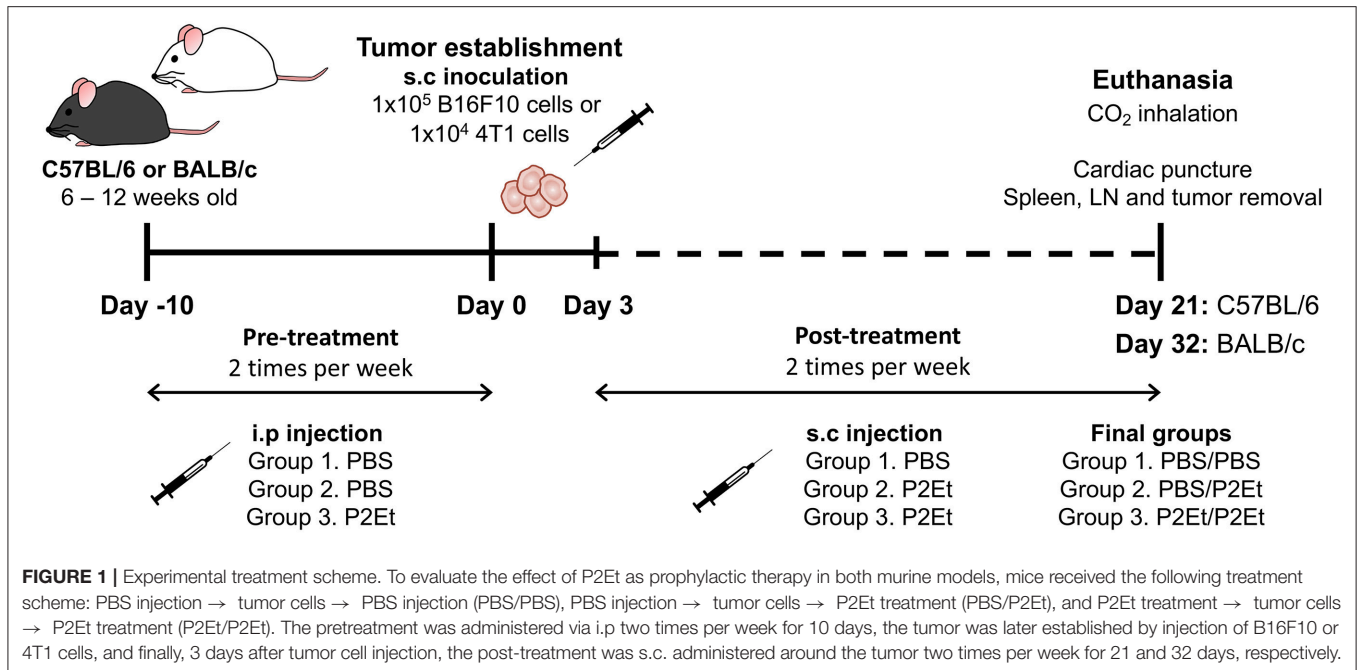 Tumor establishment
s.c inoculation
1x10⁵ B16F10 cells or
1x10⁴ 4T1 cells
Euthanasia
CO₂ inhalation
Cardiac puncture
Spleen, LN and tumor removal
C57BL/6 or BALB/c
6 – 12 weeks old
Day -10
Day 0
Day 3
Day 21: C57BL/6
Day 32: BALB/c
Pre-treatment
2 times per week
Post-treatment
2 times per week
i.p injection
Group 1. PBS
Group 2. PBS
Group 3. P2Et
s.c injection
Group 1. PBS
Group 2. P2Et
Group 3. P2Et
Final groups
Group 1. PBS/PBS
Group 2. PBS/P2Et
Group 3. P2Et/P2Et
FIGURE 1 | Experimental treatment scheme. To evaluate the effect of P2Et as prophylactic therapy in both murine models, mice received the following treatment
scheme: PBS injection → tumor cells → PBS injection (PBS/PBS), PBS injection → tumor cells → P2Et treatment (PBS/P2Et), and P2Et treatment → tumor cells
→ P2Et treatment (P2Et/P2Et). The pretreatment was administered via i.p two times per week for 10 days, the tumor was later established by injection of B16F10 or
4T1 cells, and finally, 3 days after tumor cell injection, the post-treatment was s.c. administered around the tumor two times per week for 21 and 32 days, respectively.